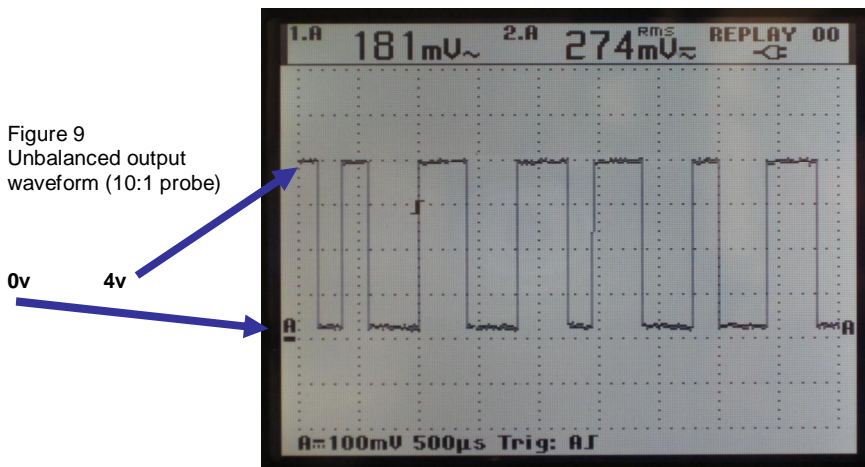 1.A 181mV~ 2.A 274mV RMS ≂ REPLAY 00
Figure 9
Unbalanced output
waveform (10:1 probe)
0v 4v
A A
A⎓100mV 500µs Trig: A⎍